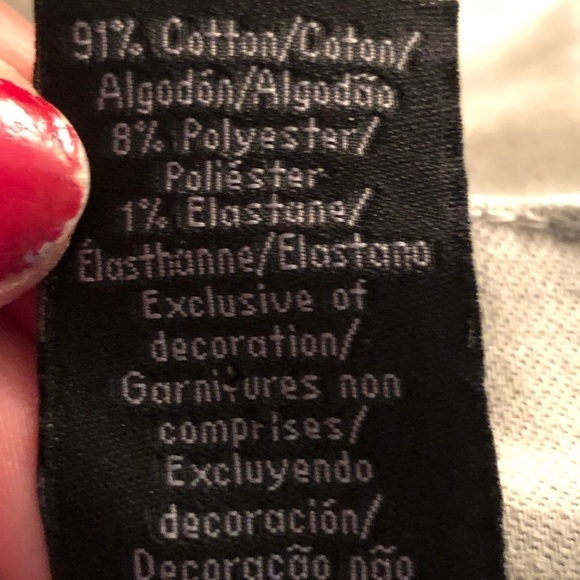 91% Cotton/Coton/
Algodón/Algodão
8% Polyester/
Poliéster
1% Elastane/
Élasthanne/Elastano
Exclusive of
decoration/
Garnitures non
comprises/
Excluyendo
decoración/
Decoração não